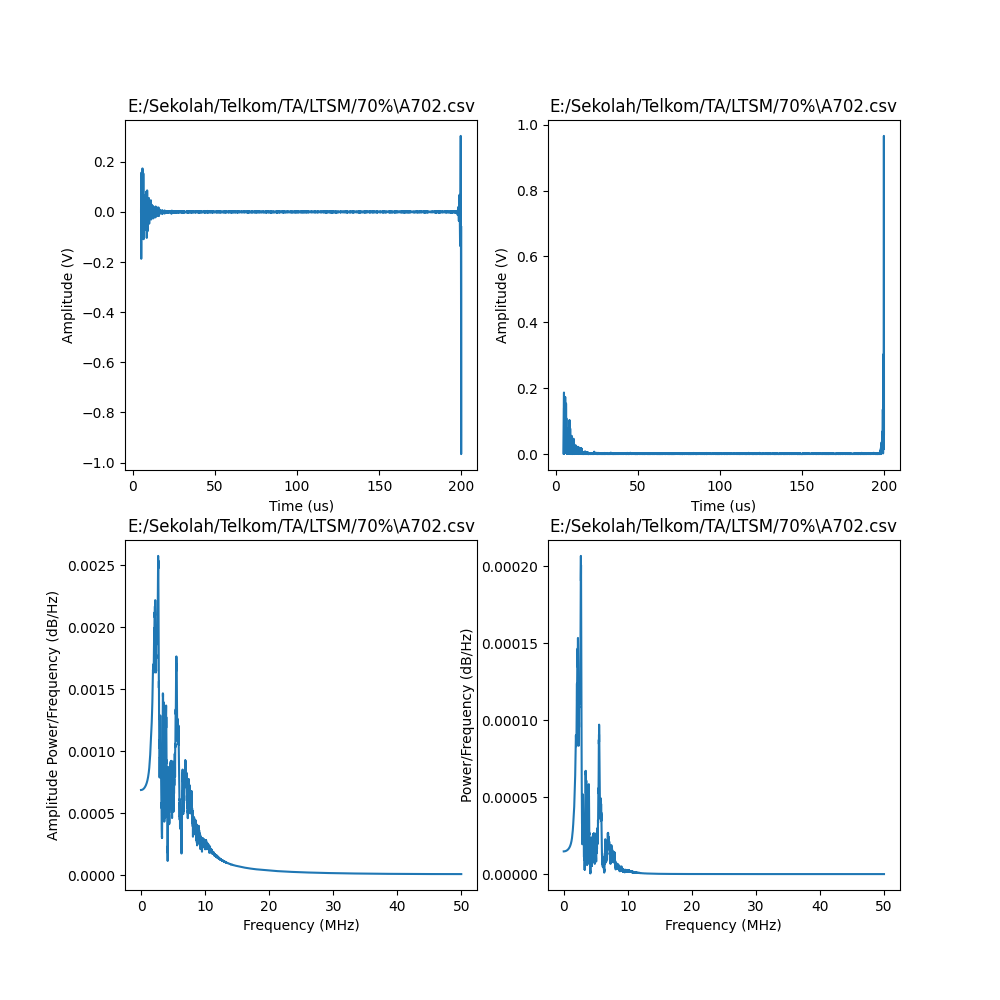 E:/Sekolah/Telkom/TA/LTSM/70%\A702.csv
Amplitude (V)
0.2
0.0
−0.2
−0.4
−0.6
−0.8
−1.0
0 50 100 150 200
Time (us)
E:/Sekolah/Telkom/TA/LTSM/70%\A702.csv
Amplitude (V)
1.0
0.8
0.6
0.4
0.2
0.0
0 50 100 150 200
Time (us)
E:/Sekolah/Telkom/TA/LTSM/70%\A702.csv
Amplitude Power/Frequency (dB/Hz)
0.0025
0.0020
0.0015
0.0010
0.0005
0.0000
0 10 20 30 40 50
Frequency (MHz)
E:/Sekolah/Telkom/TA/LTSM/70%\A702.csv
Power/Frequency (dB/Hz)
0.00020
0.00015
0.00010
0.00005
0.00000
0 10 20 30 40 50
Frequency (MHz)